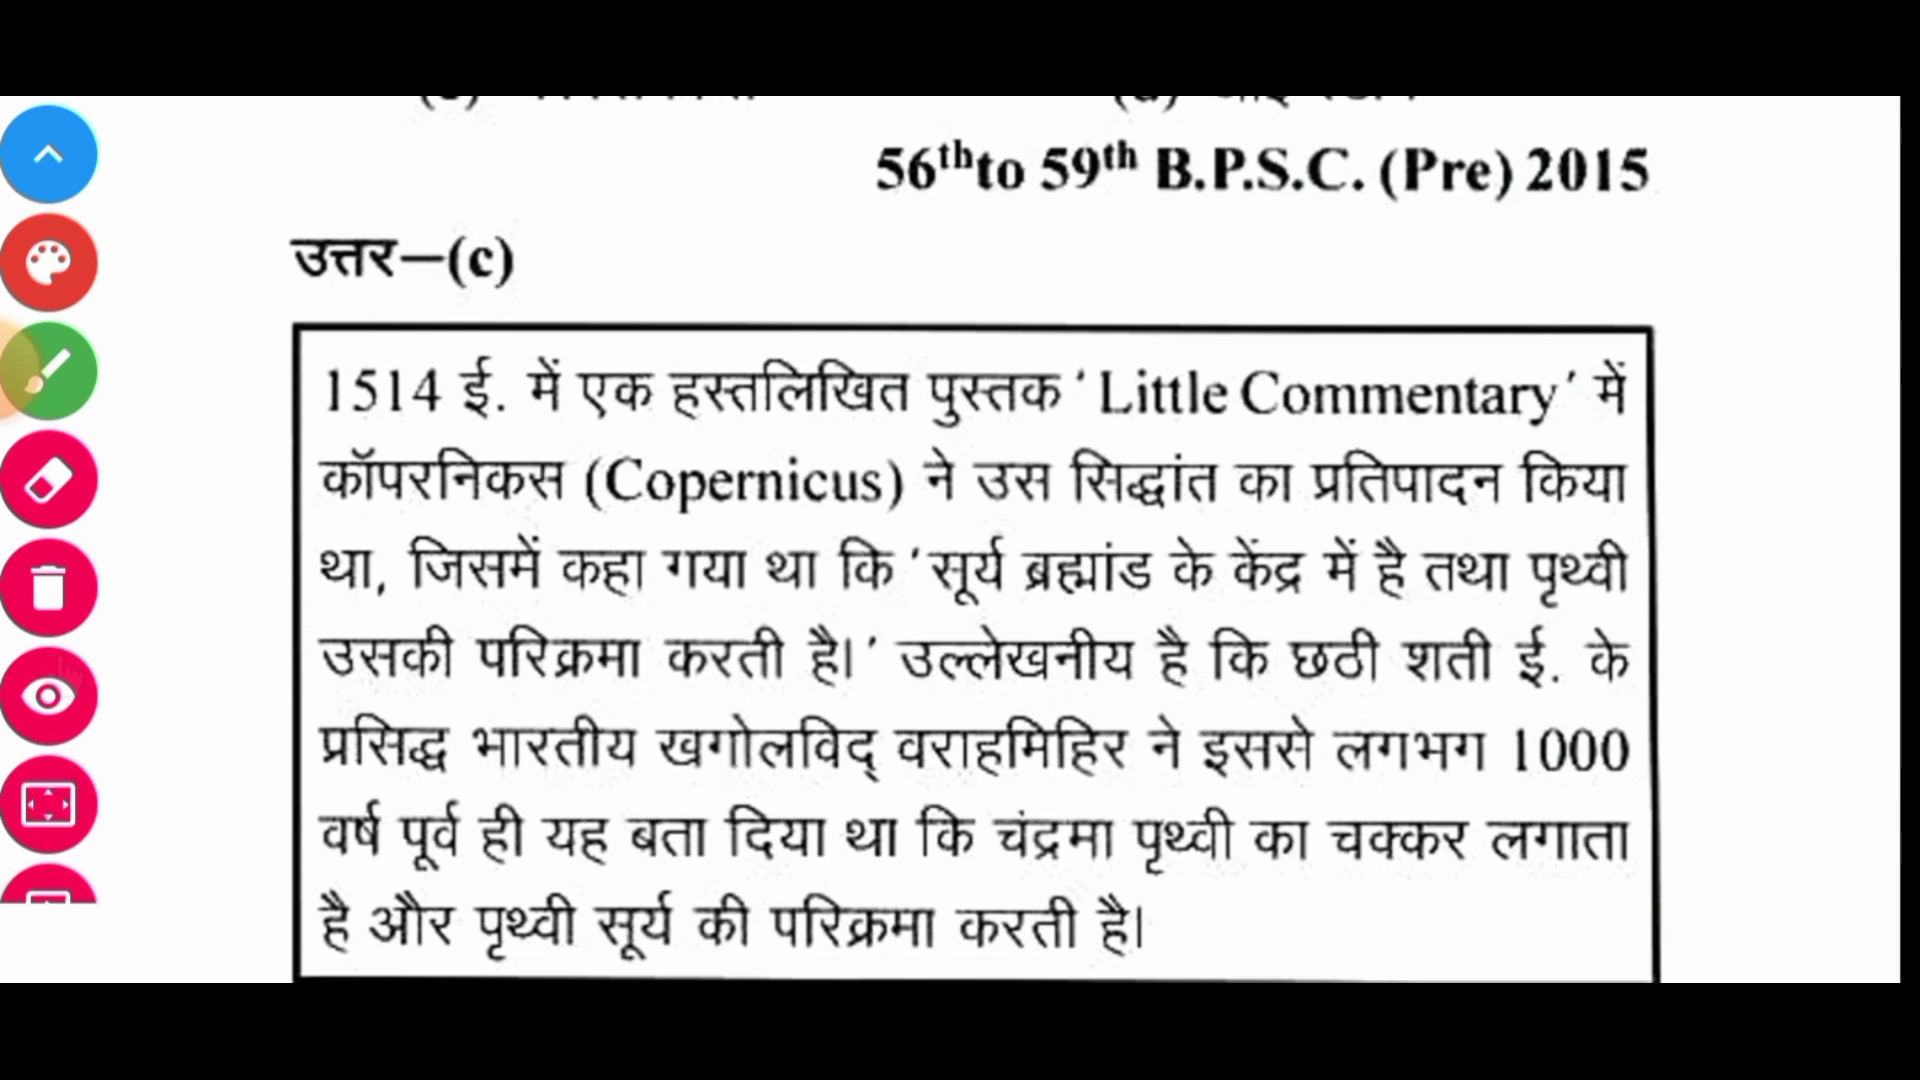 56th to 59th B.P.S.C. (Pre) 2015
उत्तर—(c)
1514 ई. में एक हस्तलिखित पुस्तक ‘Little Commentary’ में
कॉपरनिकस (Copernicus) ने उस सिद्धांत का प्रतिपादन किया
था, जिसमें कहा गया था कि ‘सूर्य ब्रह्मांड के केंद्र में है तथा पृथ्वी
उसकी परिक्रमा करती है।’ उल्लेखनीय है कि छठी शती ई. के
प्रसिद्ध भारतीय खगोलविद् वराहमिहिर ने इससे लगभग 1000
वर्ष पूर्व ही यह बता दिया था कि चंद्रमा पृथ्वी का चक्कर लगाता
है और पृथ्वी सूर्य की परिक्रमा करती है।